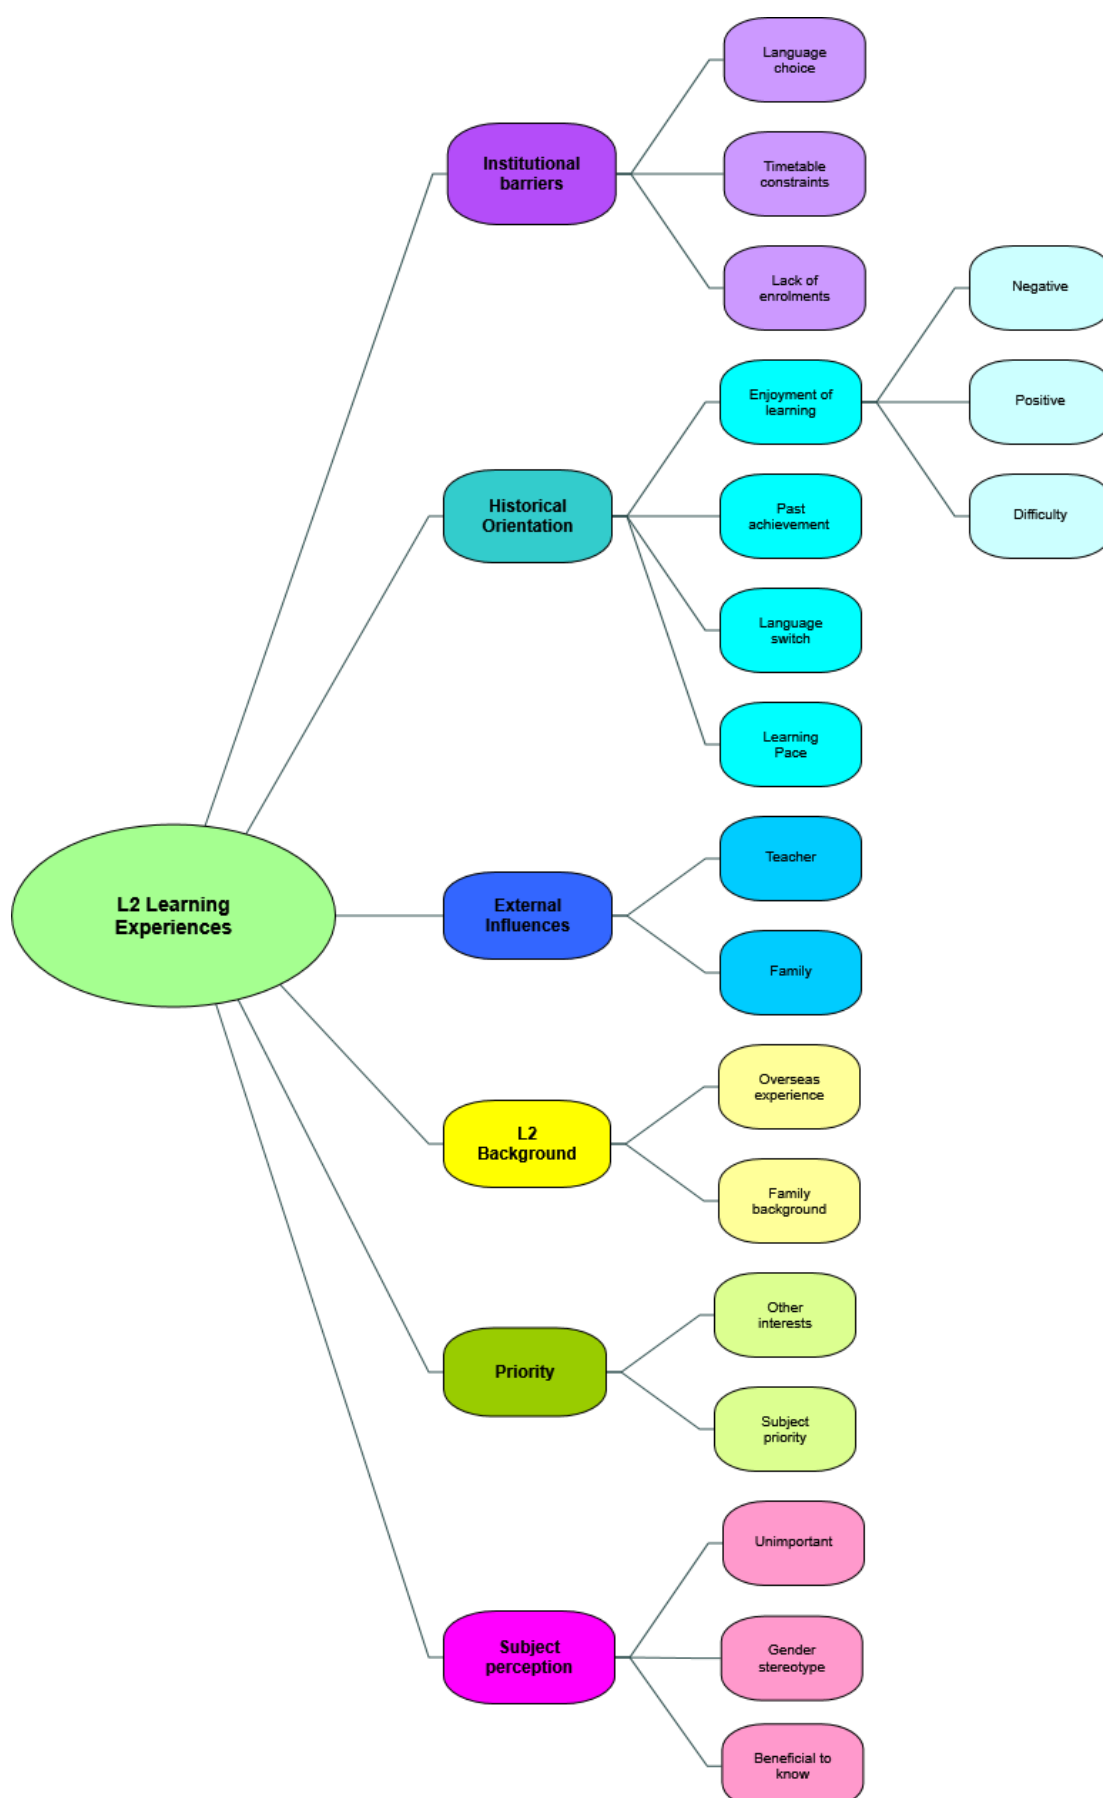 Language
choice
Institutional
barriers
Timetable
constraints
Lack of
enrolments
Negative
Enjoyment of
learning
Positive
Historical
Orientation
Past
achievement
Difficulty
Language
switch
Learning
Pace
L2 Learning
Experiences
External
Influences
Teacher
Family
L2
Background
Overseas
experience
Family
background
Priority
Other
interests
Subject
priority
Subject
perception
Unimportant
Gender
stereotype
Beneficial to
know